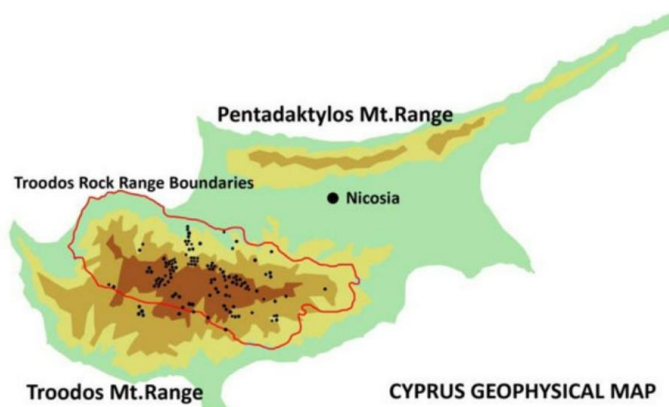 Pentadaktylos Mt.Range
Troodos Rock Range Boundaries
Nicosia
Troodos Mt.Range
CYPRUS GEOPHYSICAL MAP